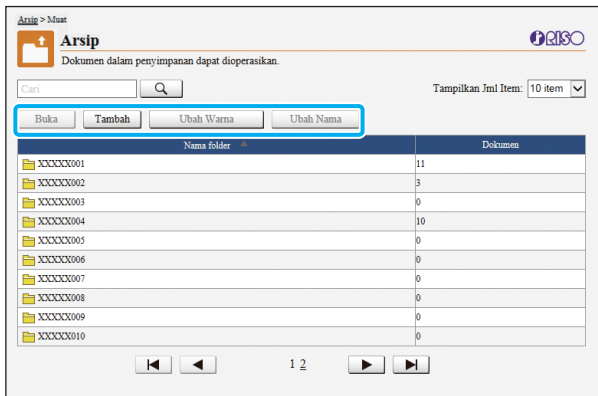 Arsip > Muat
Arsip
RISO
Dokumen dalam penyimpanan dapat dioperasikan.
Cari
Tampilkan Jml Item: 10 item
Buka Tambah Ubah Warna Ubah Nama
Nama folder Dokumen
XXXXX001 11
XXXXX002 3
XXXXX003 0
XXXXX004 10
XXXXX005 0
XXXXX006 0
XXXXX007 0
XXXXX008 0
XXXXX009 0
XXXXX010 0
1 2